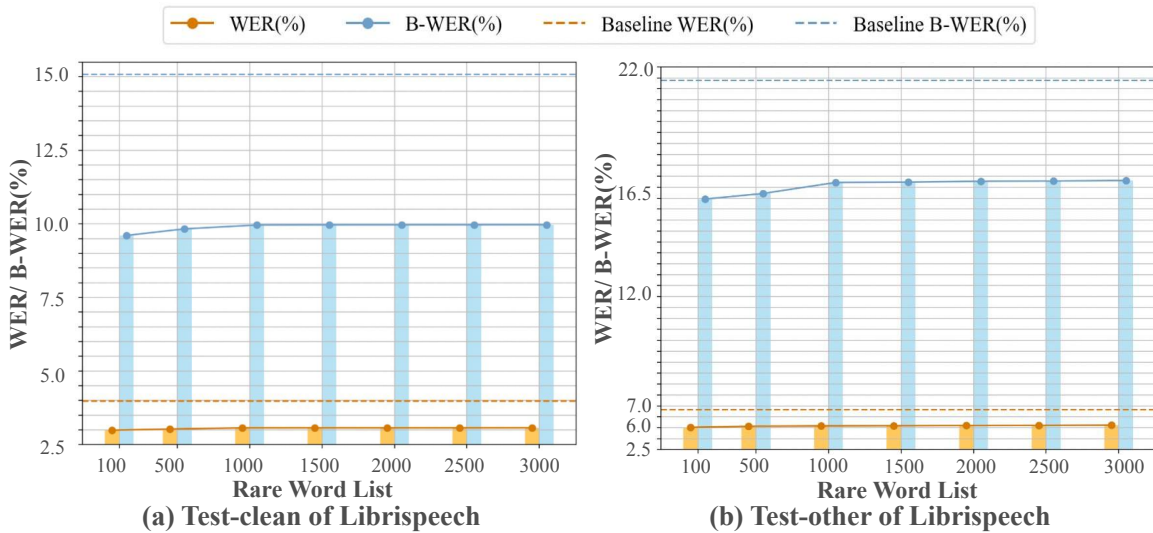 WER(%) B-WER(%) Baseline WER(%) Baseline B-WER(%)
WER/ B-WER(%)
15.0
12.5
10.0
7.5
5.0
2.5
100 500 1000 1500 2000 2500 3000
Rare Word List
(a) Test-clean of Librispeech
WER/ B-WER(%)
22.0
16.5
12.0
7.0
6.0
2.5
100 500 1000 1500 2000 2500 3000
Rare Word List
(b) Test-other of Librispeech